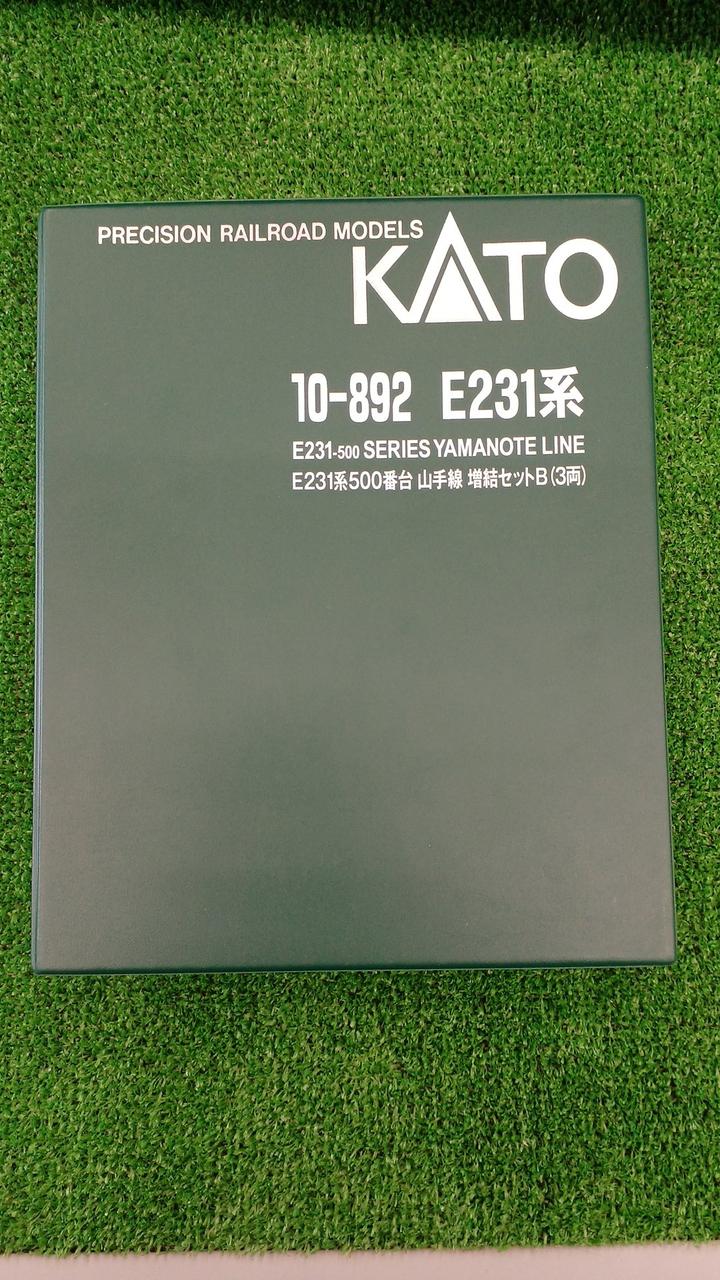 PRECISION RAILROAD MODELS
KATO
10-892 E231系
E231-500 SERIES YAMANOTE LINE
E231系500番台 山手線 増結セットB(3両)